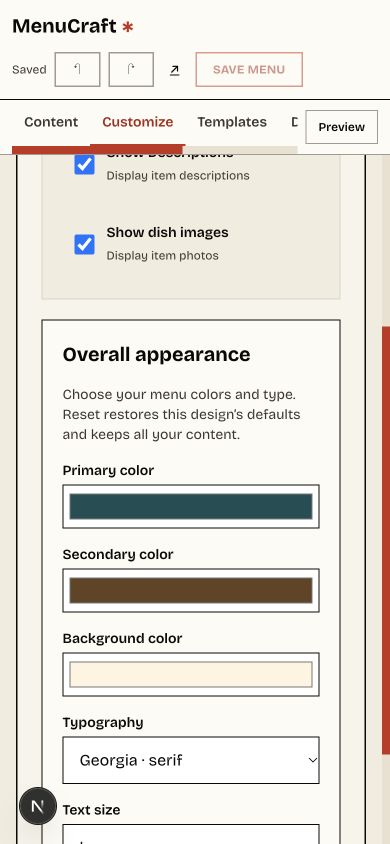 MenuCraft *
Saved
SAVE MENU
Content
Customize
Templates
D
Preview
Show Descriptions
Display item descriptions
Show dish images
Display item photos
Overall appearance
Choose your menu colors and type.
Reset restores this design's defaults
and keeps all your content.
Primary color
Secondary color
Background color
Typography
Georgia · serif
Text size
N